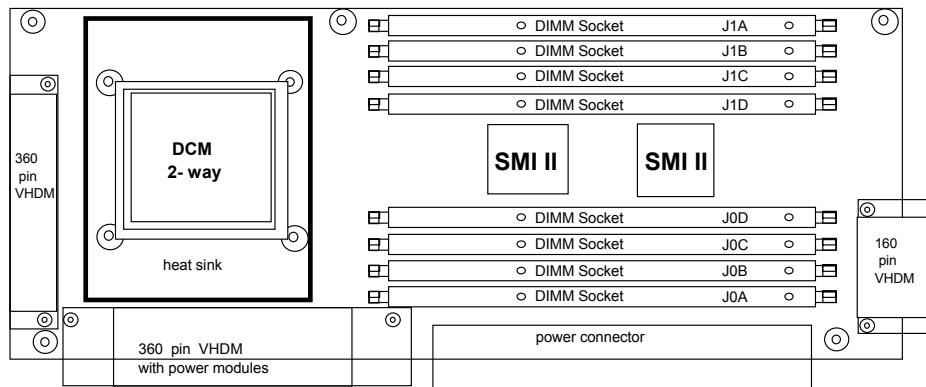 DIMM Socket J1A
DIMM Socket J1B
DIMM Socket J1C
DIMM Socket J1D
360
pin
VHDM
DCM
2- way
heat sink
SMI II
SMI II
DIMM Socket J0D
DIMM Socket J0C
DIMM Socket J0B
DIMM Socket J0A
160
pin
VHDM
360 pin VHDM
with power modules
power connector